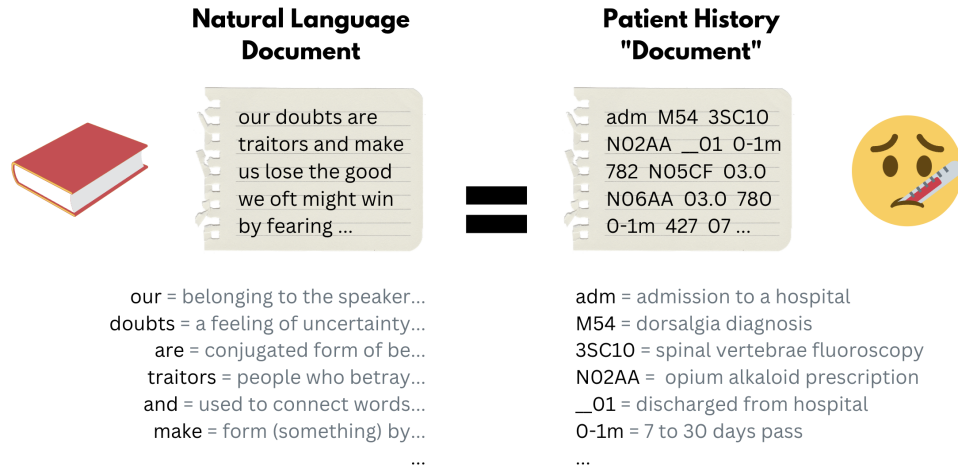 Natural Language
Document
our doubts are
traitors and make
us lose the good
we oft might win
by fearing ...
our = belonging to the speaker...
doubts = a feeling of uncertainty...
are = conjugated form of be...
traitors = people who betray...
and = used to connect words...
make = form (something) by...
...
Patient History
"Document"
adm M54 3SC10
N02AA __01 0-1m
782 N05CF 03.0
N06AA 03.0 780
0-1m 427 07 ...
adm = admission to a hospital
M54 = dorsalgia diagnosis
3SC10 = spinal vertebrae fluoroscopy
N02AA = opium alkaloid prescription
__01 = discharged from hospital
0-1m = 7 to 30 days pass
...